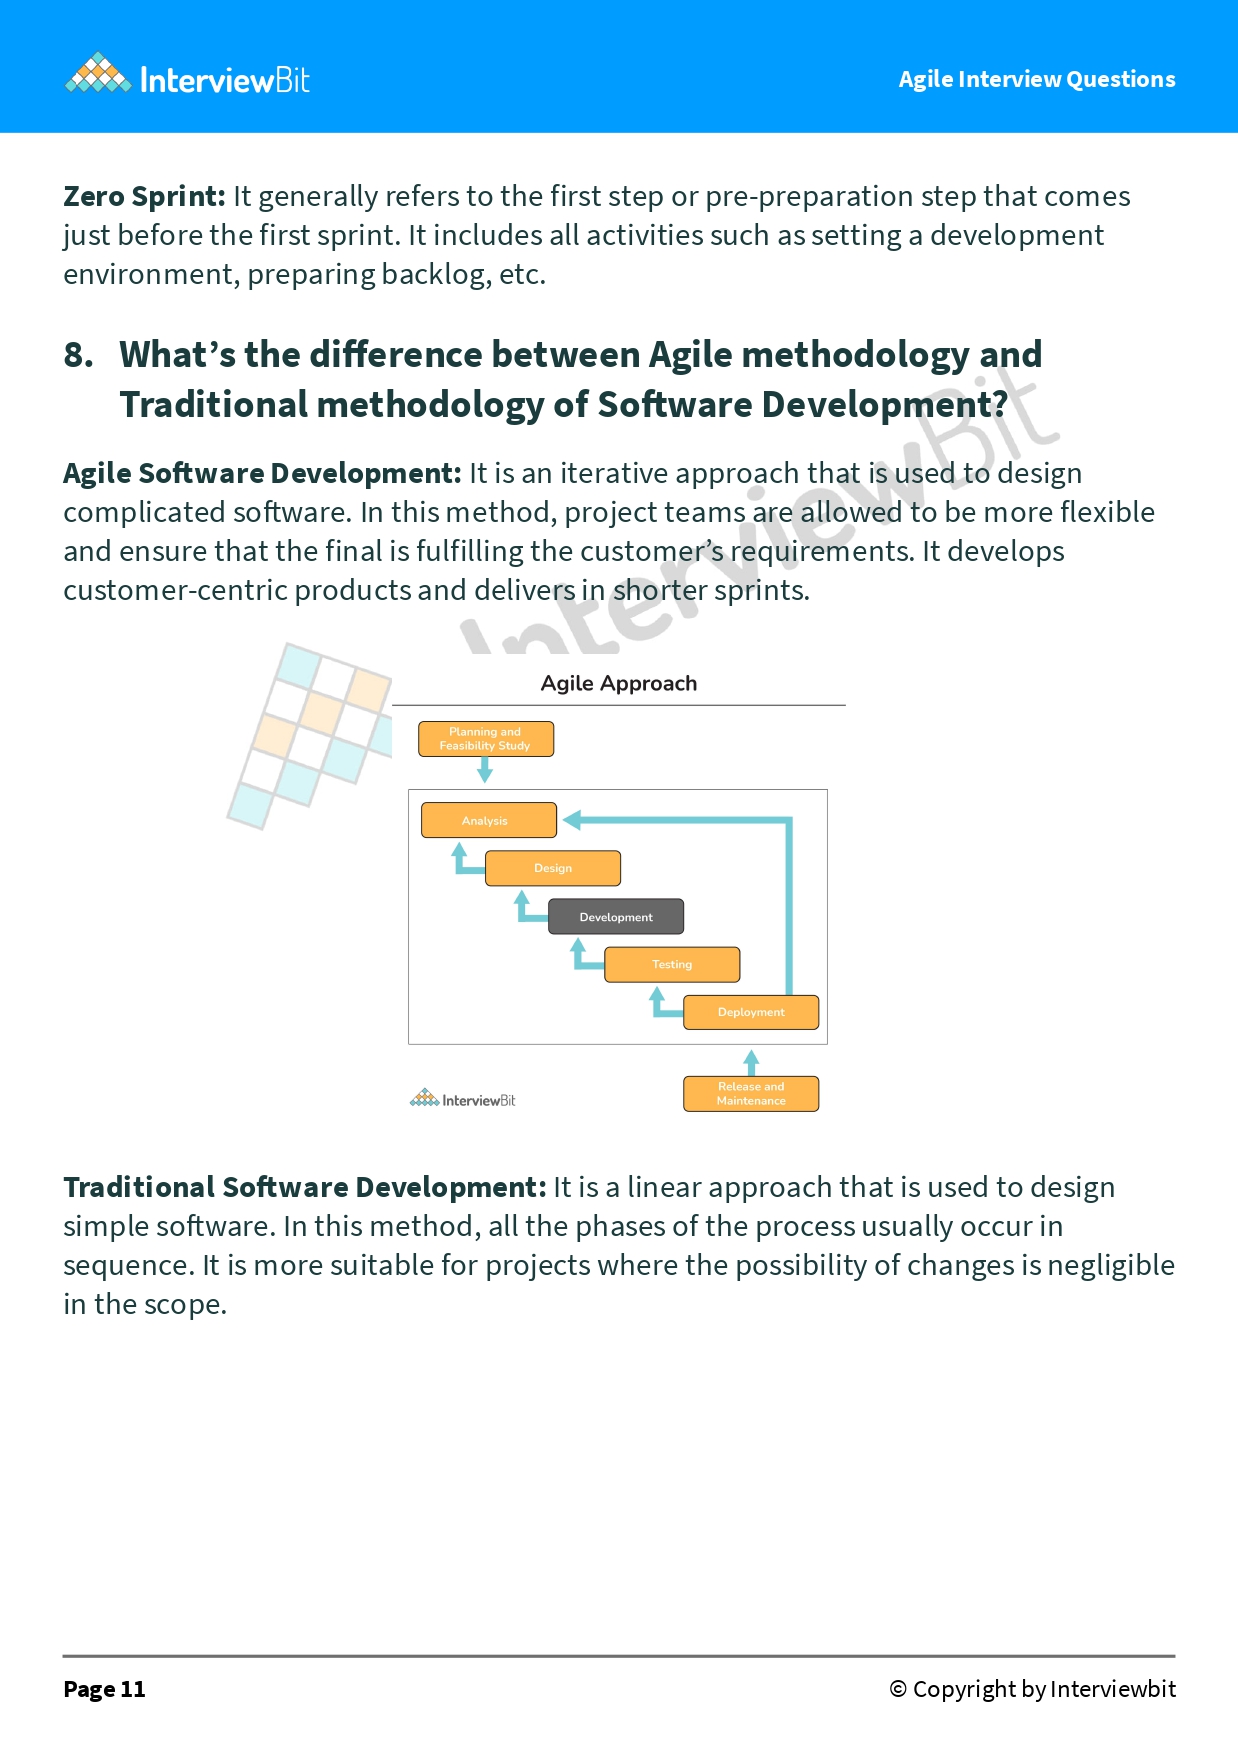 InterviewBit
Agile Interview Questions
Zero Sprint: It generally refers to the first step or pre-preparation step that comes
just before the first sprint. It includes all activities such as setting a development
environment, preparing backlog, etc.
8. What’s the difference between Agile methodology and
Traditional methodology of Software Development?
Agile Software Development: It is an iterative approach that is used to design
complicated software. In this method, project teams are allowed to be more flexible
and ensure that the final is fulfilling the customer’s requirements. It develops
customer-centric products and delivers in shorter sprints.
InterviewBit
Agile Approach
Planning and
Feasibility Study
Analysis
Design
Development
Testing
Deployment
Release and
Maintenance
InterviewBit
Traditional Software Development: It is a linear approach that is used to design
simple software. In this method, all the phases of the process usually occur in
sequence. It is more suitable for projects where the possibility of changes is negligible
in the scope.
Page 11
© Copyright by Interviewbit